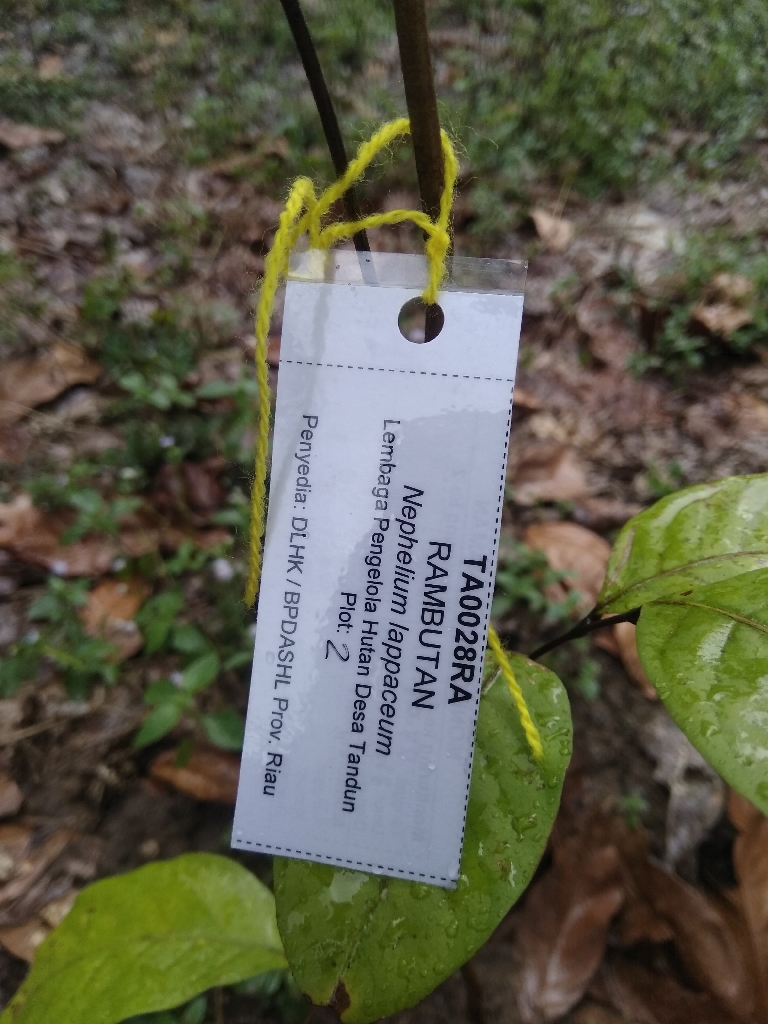 TA0028RA
RAMBUTAN
Nephelium lappaceum
Lembaga Pengelola Hutan Desa Tandun
Plot: 2
Penyedia: DLHK / BPDASHL Prov. Riau